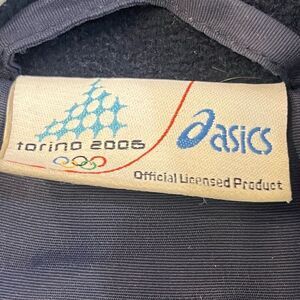 torino 2006
asics
Official Licensed Product